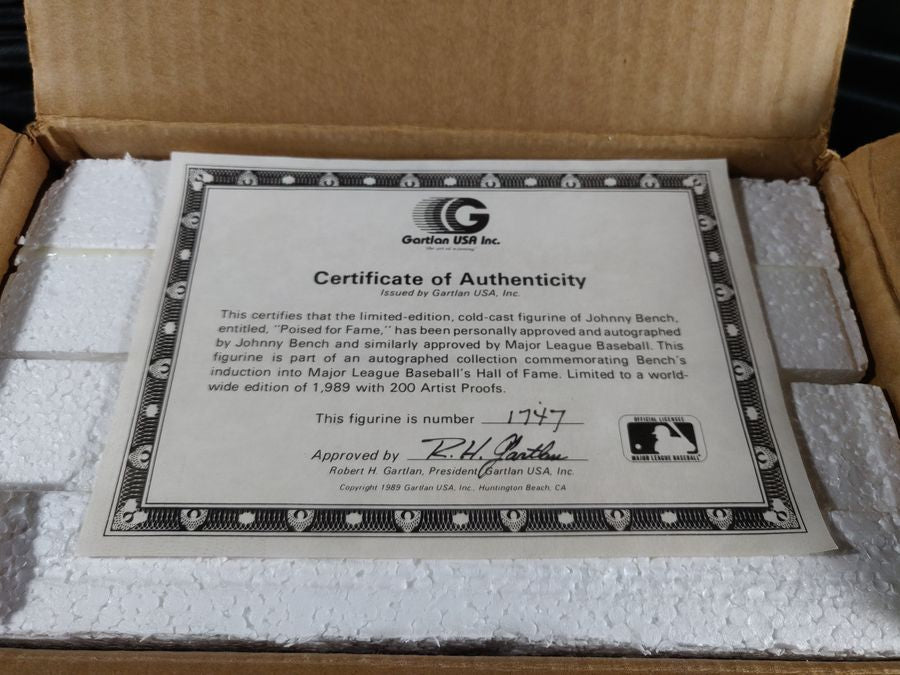 G
Gartlan USA Inc.
Certificate of Authenticity
Issued by Gartlan USA, Inc.
This certifies that the limited-edition, cold-cast figurine of Johnny Bench,
entitled, "Poised for Fame," has been personally approved and autographed
by Johnny Bench and similarly approved by Major League Baseball. This
figurine is part of an autographed collection commemorating Bench's
induction into Major League Baseball's Hall of Fame. Limited to a world-
wide edition of 1,989 with 200 Artist Proofs.
This figurine is number 1747
Approved by R.H. Gartlan
Robert H. Gartlan, President Gartlan USA, Inc.
Copyright 1989 Gartlan USA, Inc., Huntington Beach, CA
OFFICIAL LICENSEE
MAJOR LEAGUE BASEBALL